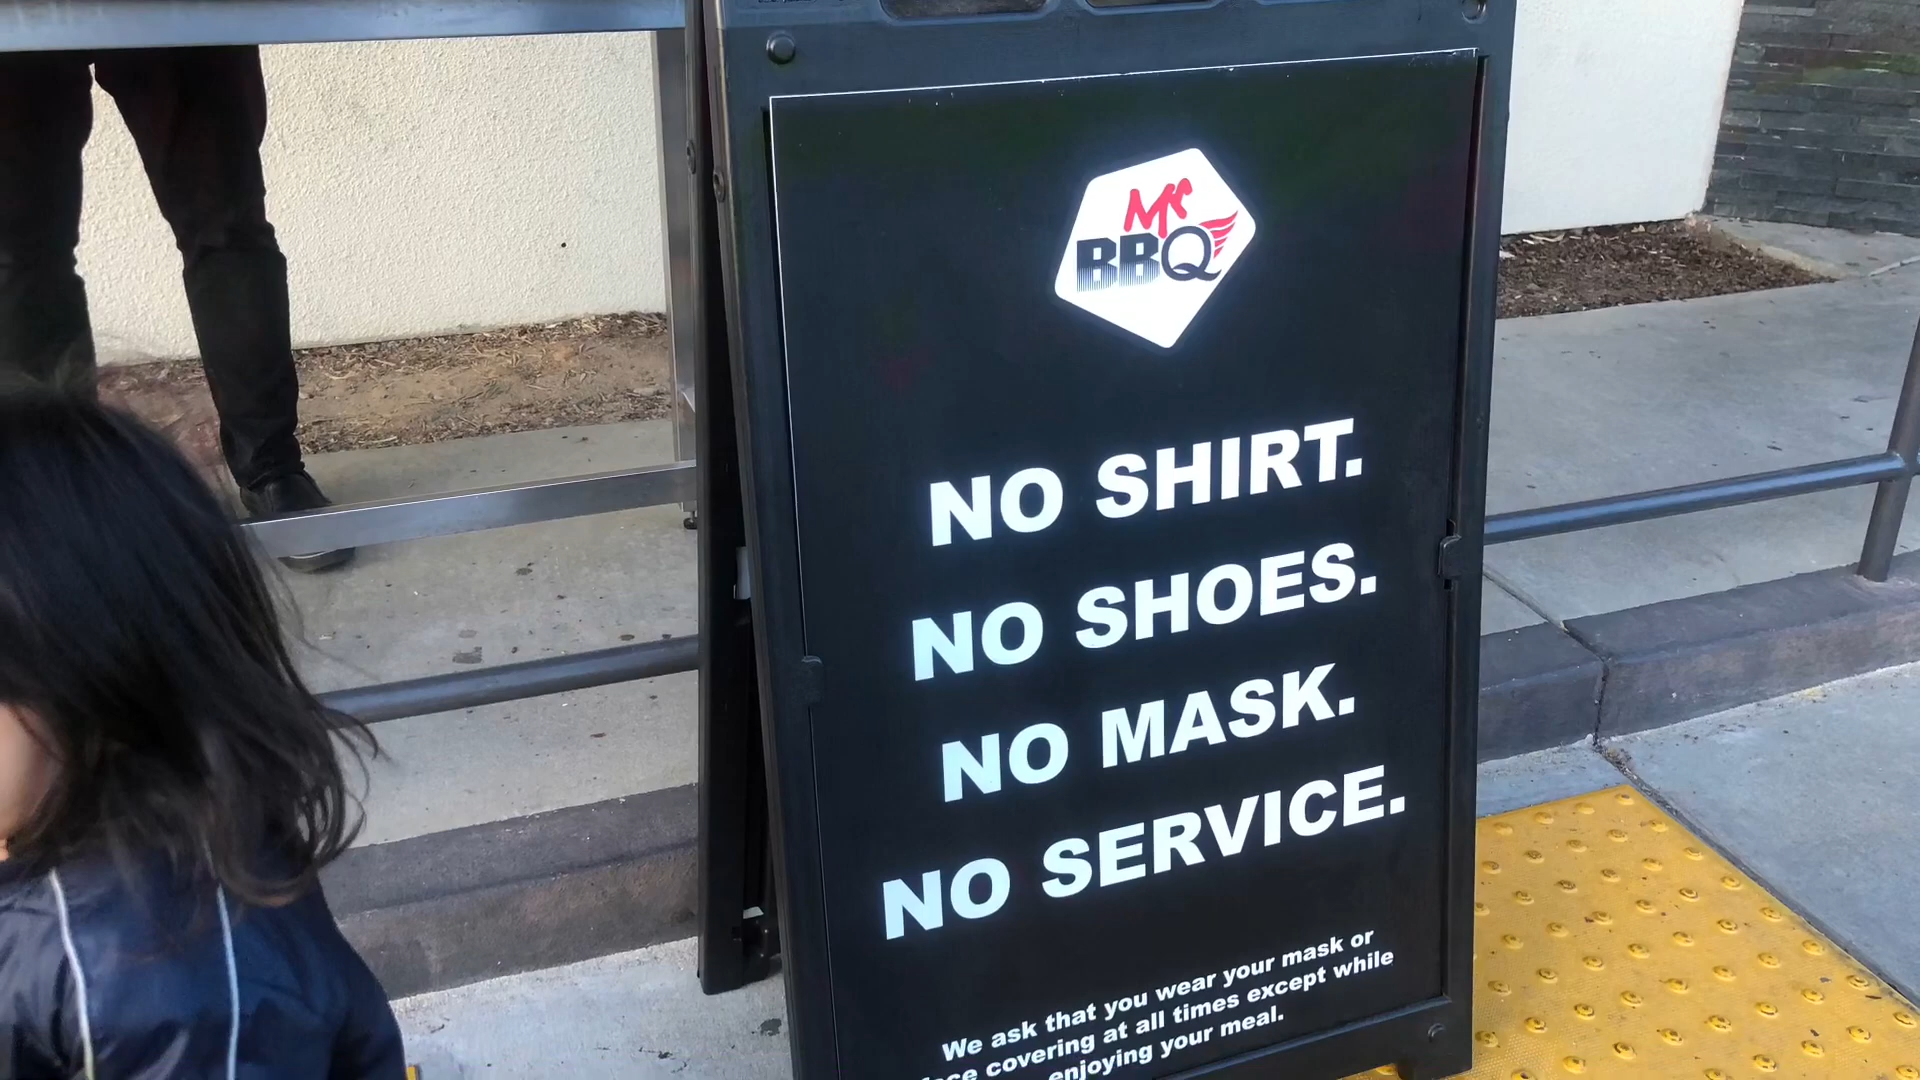 MC
BBQ
NO SHIRT.
NO SHOES.
NO MASK.
NO SERVICE.
We ask that you wear your mask or
covering at all times except while
enjoying your meal.